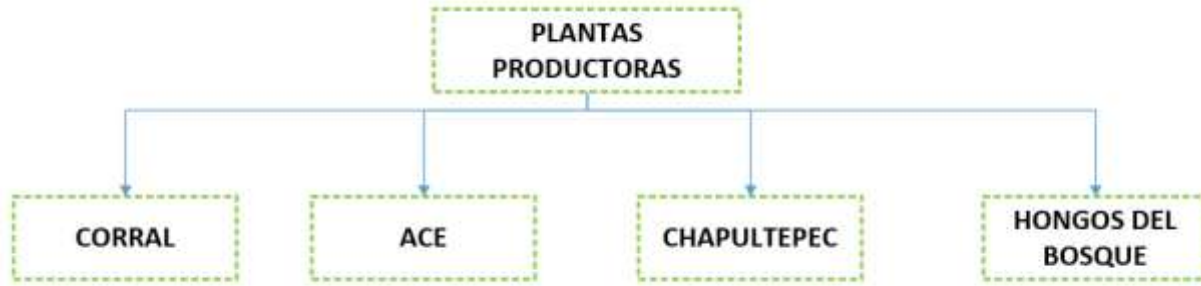 PLANTAS
PRODUCTORAS
CORRAL
ACE
CHAPULTEPEC
HONGOS DEL
BOSQUE